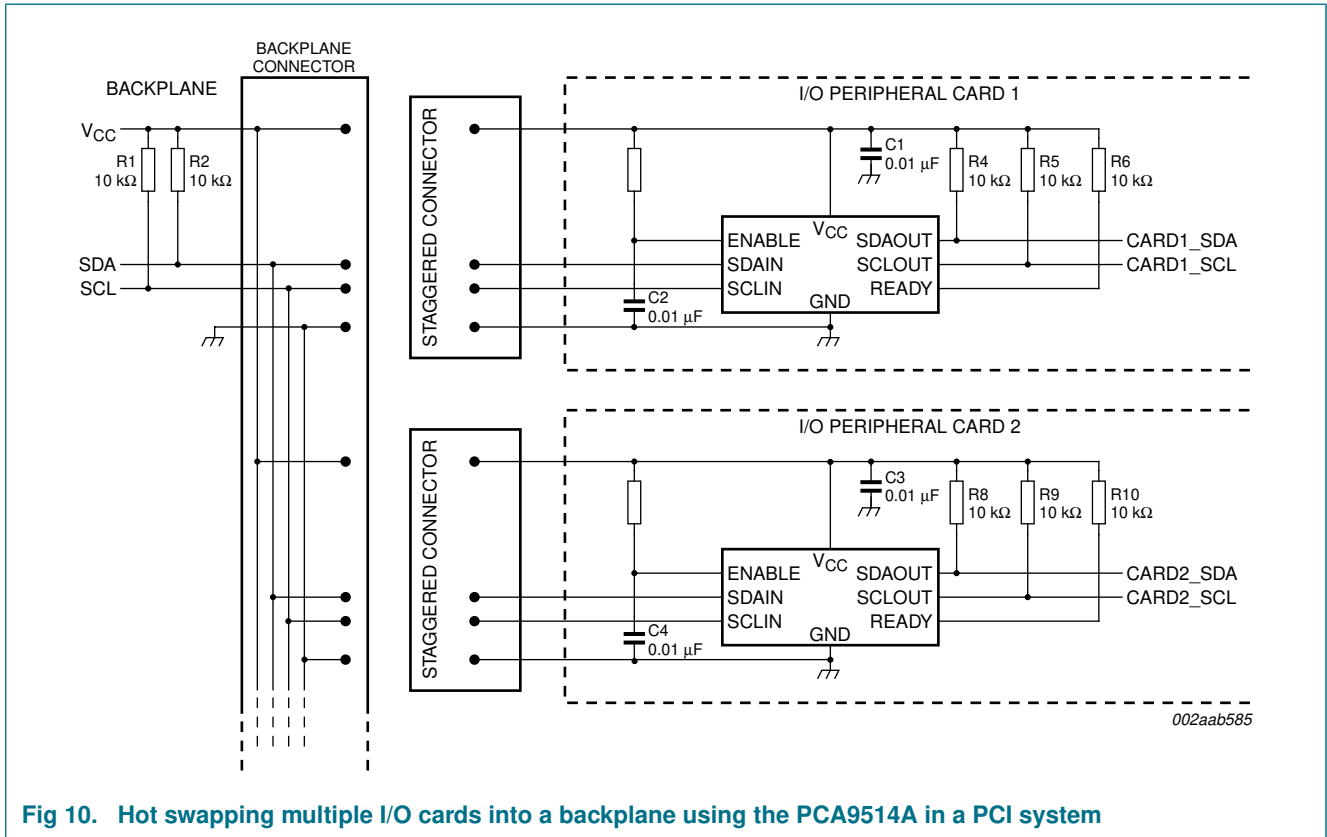 BACKPLANE
CONNECTOR
BACKPLANE
VCC
R1
10 kΩ
R2
10 kΩ
SDA
SCL
STAGGERED CONNECTOR
I/O PERIPHERAL CARD 1
C1
0.01 μF
R4
10 kΩ
R5
10 kΩ
R6
10 kΩ
VCC
ENABLE
SDAIN
SCLIN
SDAOUT
SCLOUT
READY
GND
CARD1_SDA
CARD1_SCL
C2
0.01 μF
STAGGERED CONNECTOR
I/O PERIPHERAL CARD 2
C3
0.01 μF
R8
10 kΩ
R9
10 kΩ
R10
10 kΩ
VCC
ENABLE
SDAIN
SCLIN
SDAOUT
SCLOUT
READY
GND
CARD2_SDA
CARD2_SCL
C4
0.01 μF
002aab585
Fig 10. Hot swapping multiple I/O cards into a backplane using the PCA9514A in a PCI system